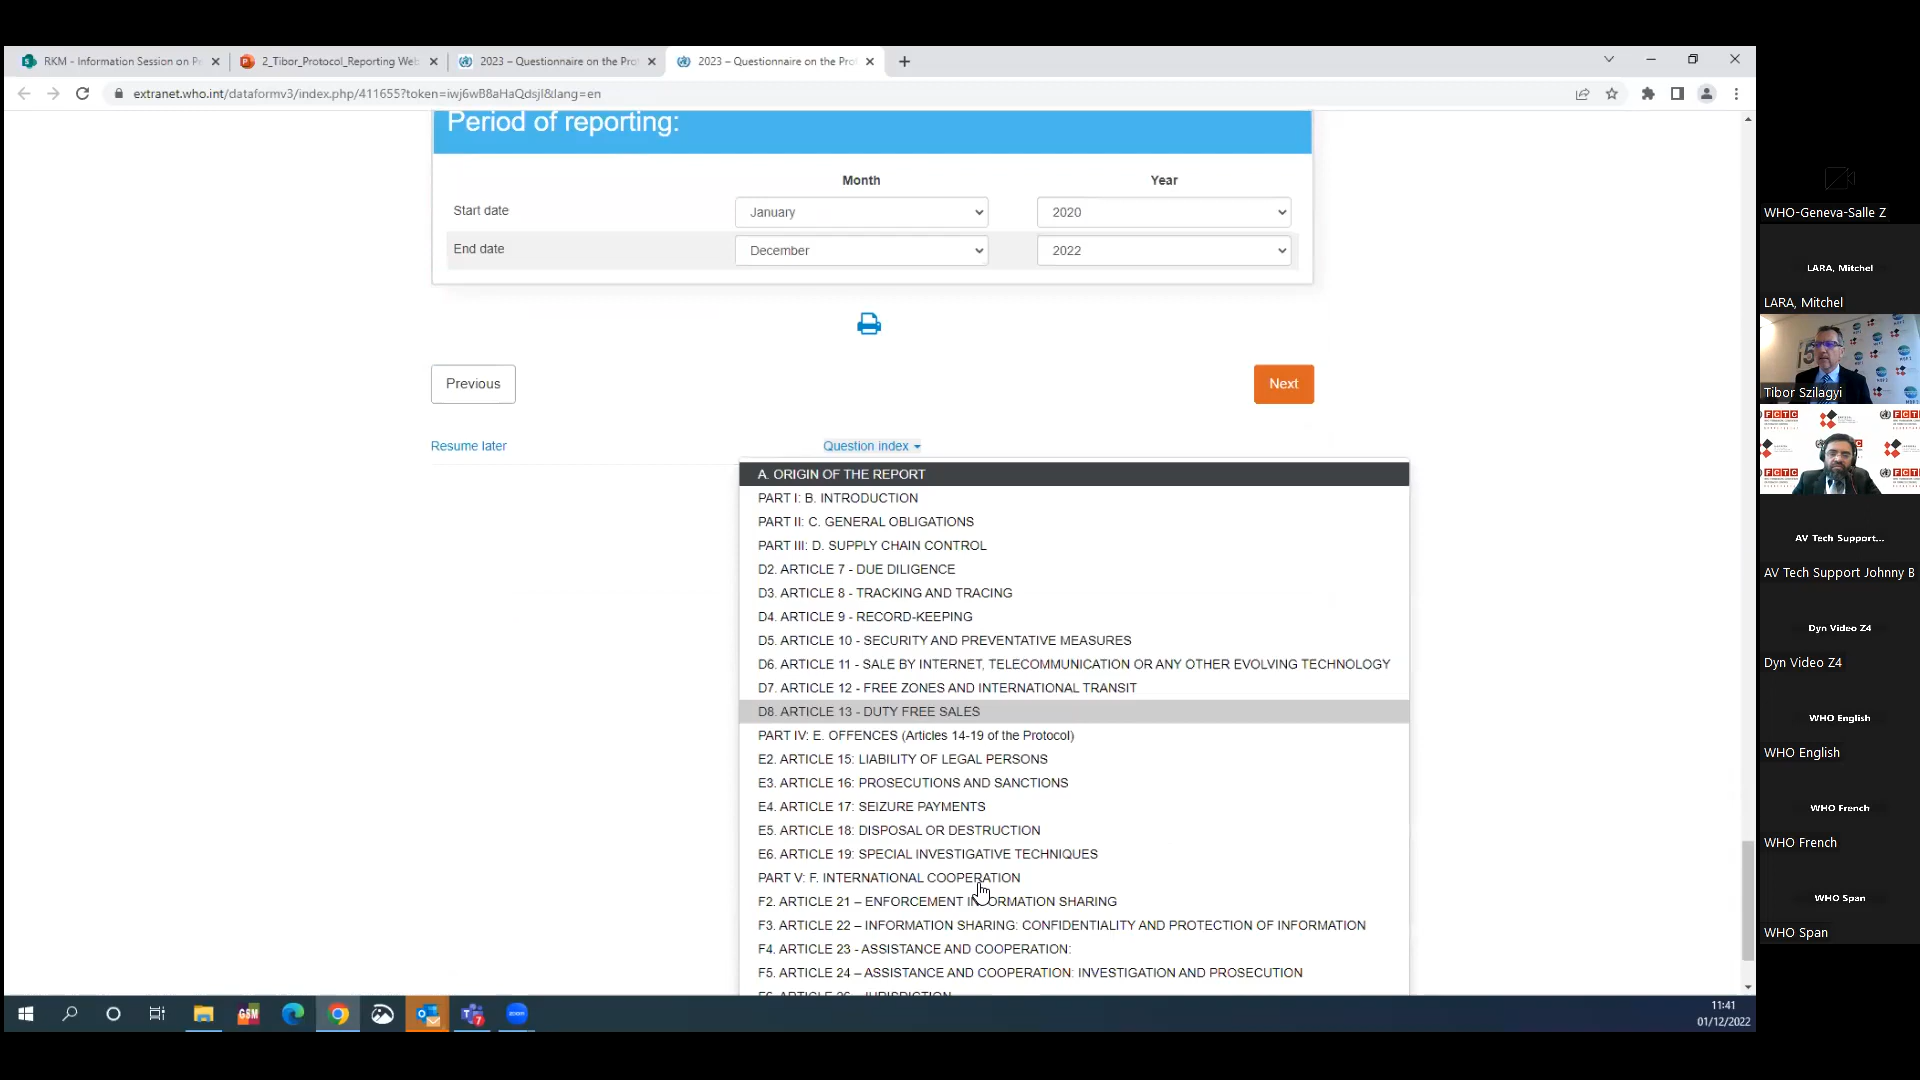 RKM - Information Session on Pr
2_Tibor_Protocol_Reporting Web
2023 – Questionnaire on the Prot
2023 – Questionnaire on the Prot
extranet.who.int/dataformv3/index.php/411655?token=iwj6wB8aHaQdsjl&lang=en
Period of reporting:
Month
Year
Start date
January
2020
End date
December
2022
Previous
Next
Resume later
Question index
A. ORIGIN OF THE REPORT
PART I: B. INTRODUCTION
PART II: C. GENERAL OBLIGATIONS
PART III: D. SUPPLY CHAIN CONTROL
D2. ARTICLE 7 - DUE DILIGENCE
D3. ARTICLE 8 - TRACKING AND TRACING
D4. ARTICLE 9 - RECORD-KEEPING
D5. ARTICLE 10 - SECURITY AND PREVENTATIVE MEASURES
D6. ARTICLE 11 - SALE BY INTERNET, TELECOMMUNICATION OR ANY OTHER EVOLVING TECHNOLOGY
D7. ARTICLE 12 - FREE ZONES AND INTERNATIONAL TRANSIT
D8. ARTICLE 13 - DUTY FREE SALES
PART IV: E. OFFENCES (Articles 14-19 of the Protocol)
E2. ARTICLE 15: LIABILITY OF LEGAL PERSONS
E3. ARTICLE 16: PROSECUTIONS AND SANCTIONS
E4. ARTICLE 17: SEIZURE PAYMENTS
E5. ARTICLE 18: DISPOSAL OR DESTRUCTION
E6. ARTICLE 19: SPECIAL INVESTIGATIVE TECHNIQUES
PART V: F. INTERNATIONAL COOPERATION
F2. ARTICLE 21 – ENFORCEMENT INFORMATION SHARING
F3. ARTICLE 22 – INFORMATION SHARING: CONFIDENTIALITY AND PROTECTION OF INFORMATION
F4. ARTICLE 23 - ASSISTANCE AND COOPERATION:
F5. ARTICLE 24 – ASSISTANCE AND COOPERATION: INVESTIGATION AND PROSECUTION
11:41
01/12/2022
WHO-Geneva-Salle Z
LARA, Mitchel
LARA, Mitchel
Tibor Szilagyi
FCTC
FCTC
FCTC
FCTC
AV Tech Support...
AV Tech Support Johnny B
Dyn Video Z4
Dyn Video Z4
WHO English
WHO English
WHO French
WHO French
WHO Span
WHO Span